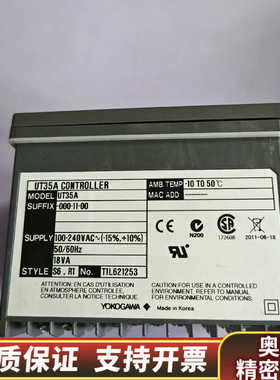 UT35A CONTROLLER
MODEL UT35A
SUFFIX -000-11-00
AMB.TEMP -10 TO 50℃
MAC ADD
N200
172608
2011-06-18
SUPPLY 100-240VAC~(-15%,+10%)
50/60Hz
18VA
STYLE S6 . R1 No. T1L621253
ATTENTION: EN CAS D'UTILISATION
EN ATMOSPHERE CONTROLEE,
CONSULTER LA NOTICE TECHNIQUE.
CAUTION: FOR USE IN A
CONTROLLED ENVIRONMENT. REFER
TO MANUAL FOR ENVIRONMENTAL
CONDITIONS.
YOKOGAWA Made in Korea
质量保证 支持开票
奥
精密